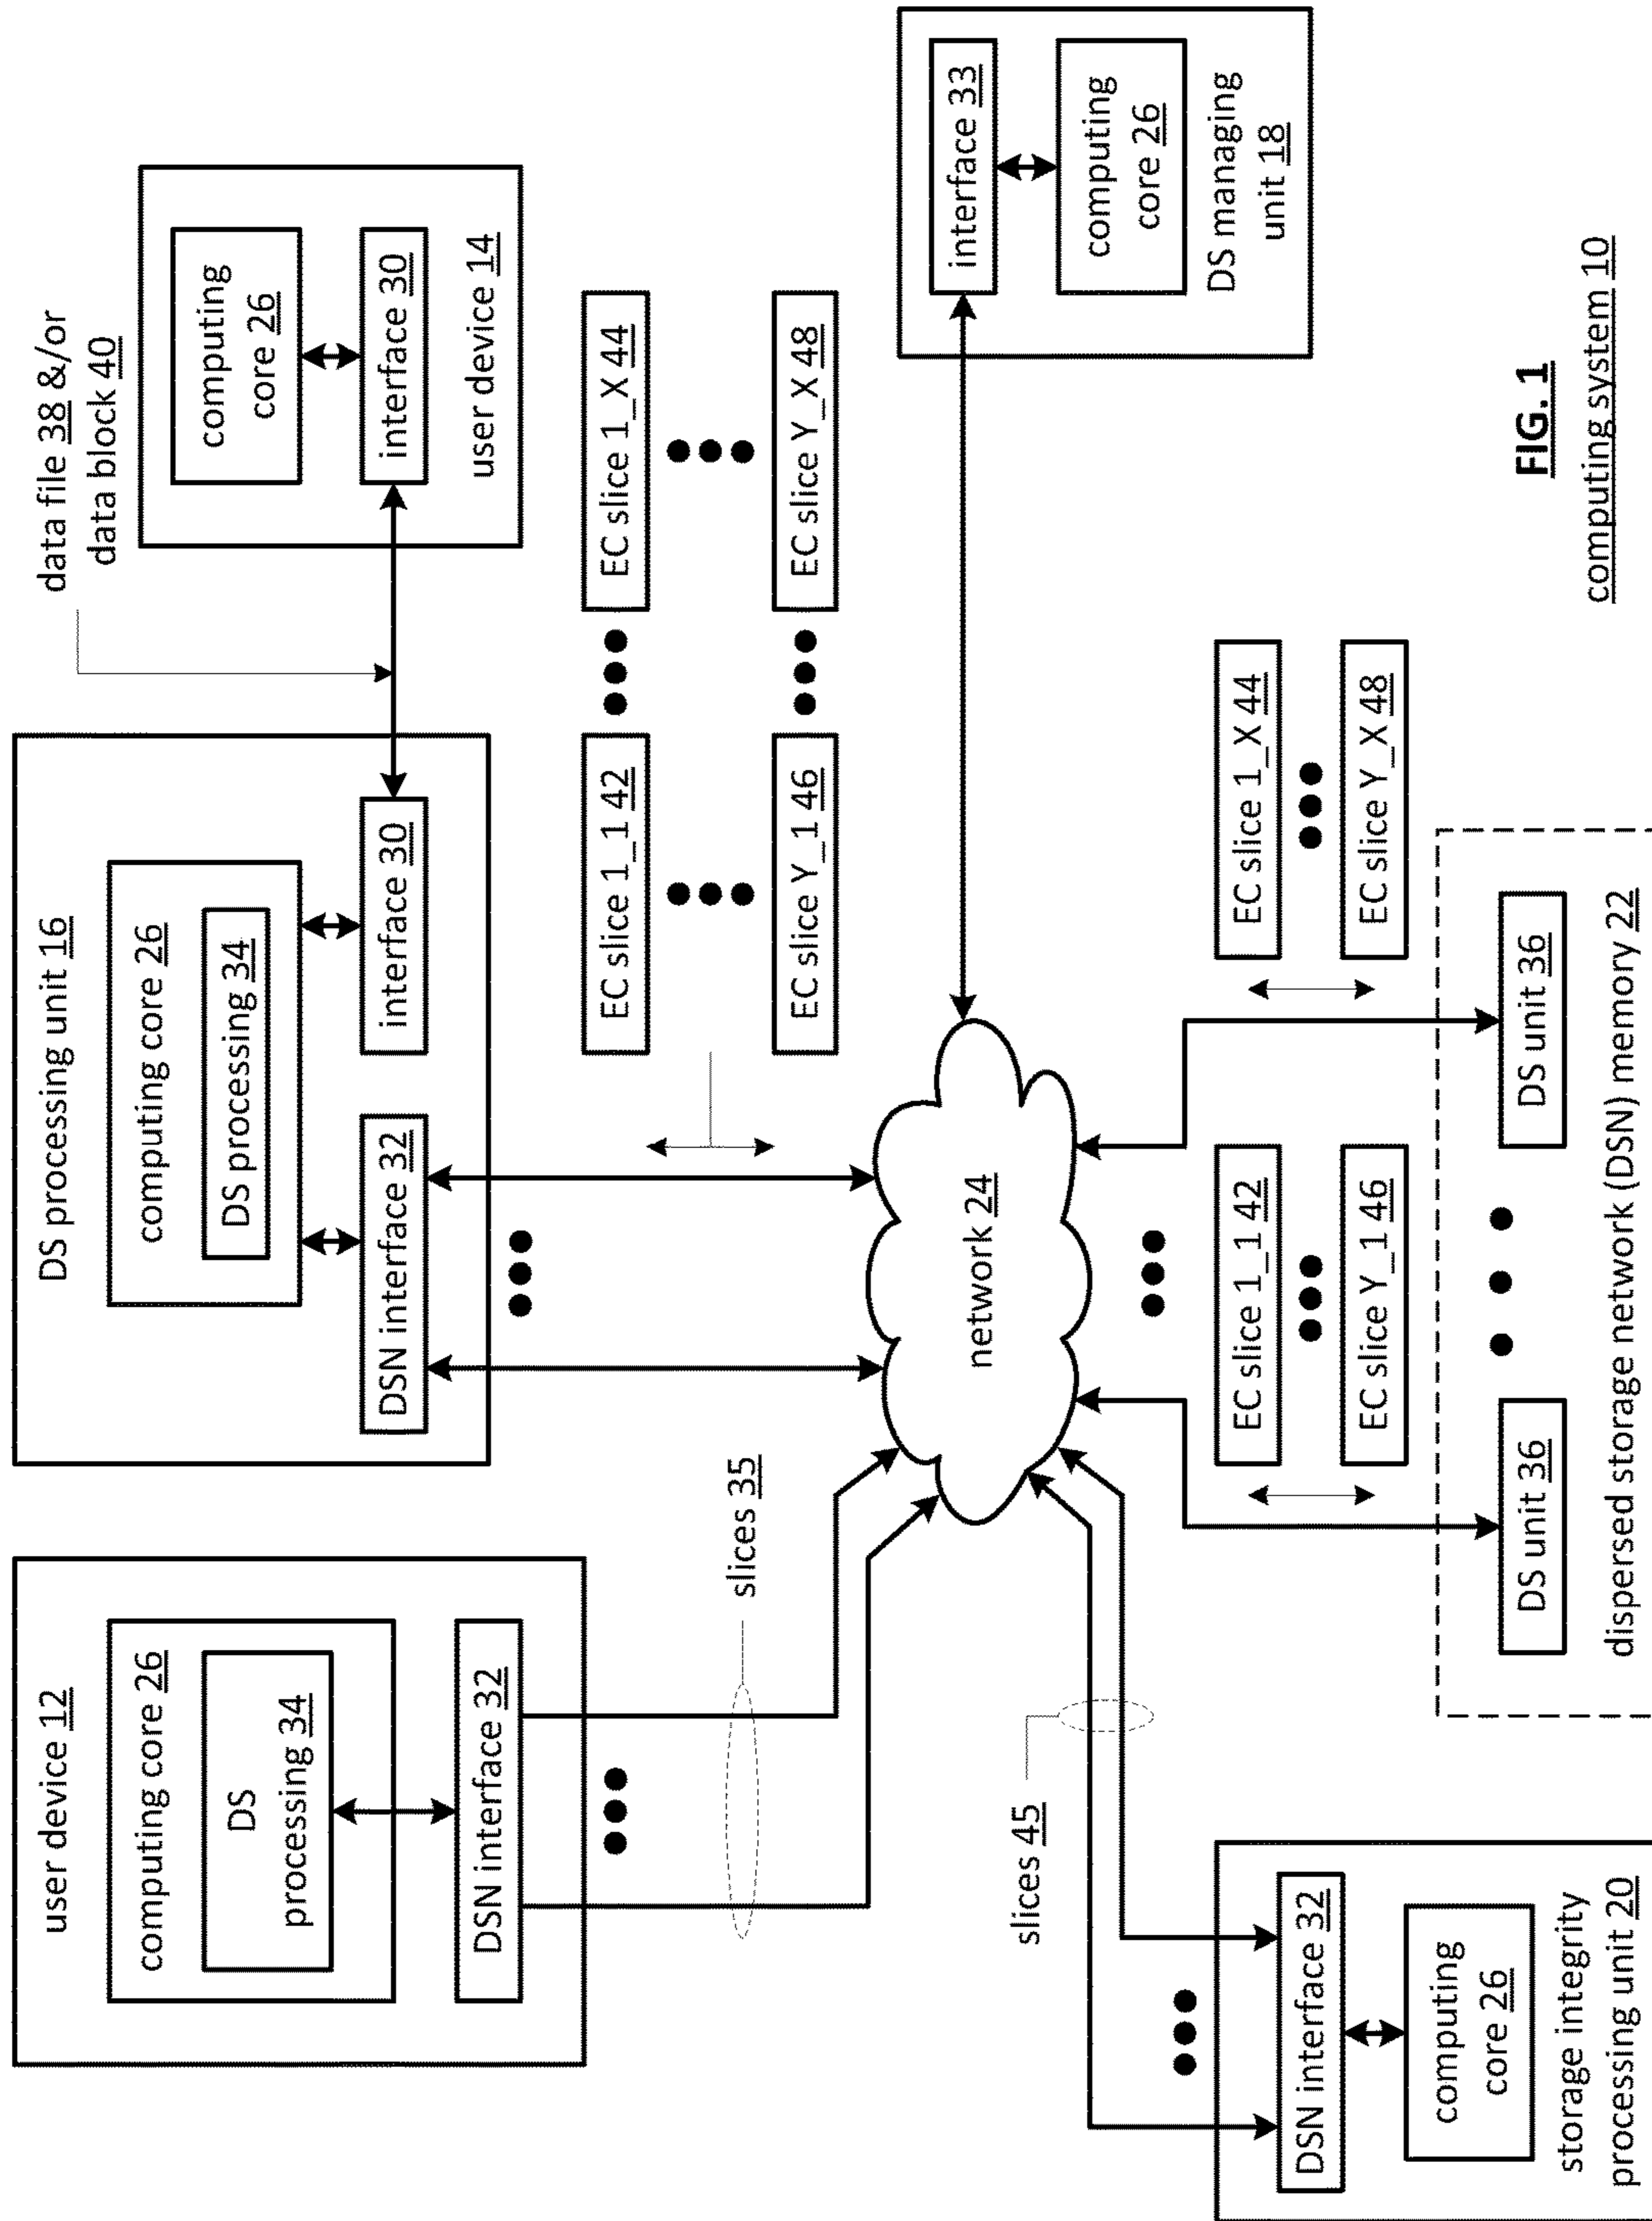 user device 12
computing core 26
DS
processing 34
DSN interface 32
slices 35
DS processing unit 16
computing core 26
DS processing 34
DSN interface 32
interface 30
data file 38 &/or
data block 40
computing
core 26
interface 30
user device 14
EC slice 1_1 42
EC slice 1_X 44
EC slice Y_1 46
EC slice Y_X 48
network 24
interface 33
computing
core 26
DS managing
unit 18
slices 45
DSN interface 32
computing
core 26
storage integrity
processing unit 20
EC slice 1_1 42
EC slice Y_1 46
EC slice 1_X 44
EC slice Y_X 48
DS unit 36
DS unit 36
dispersed storage network (DSN) memory 22
FIG. 1
computing system 10